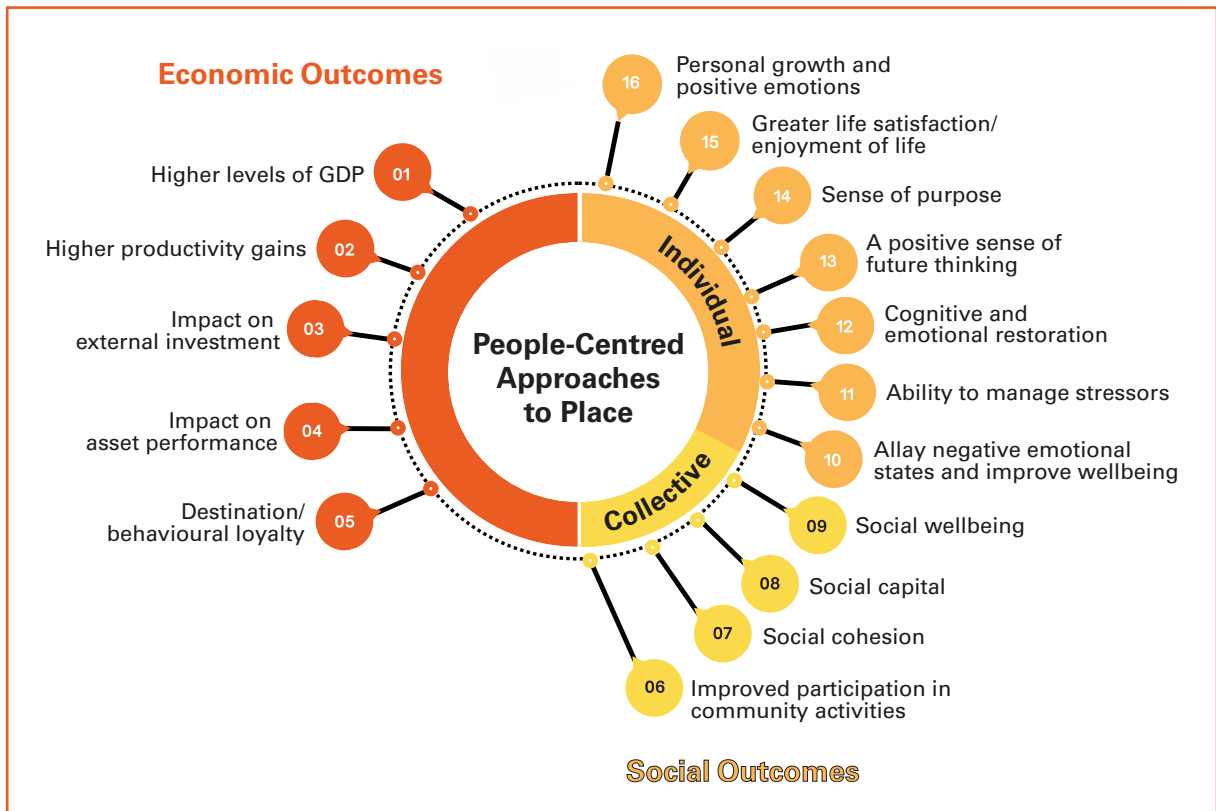 Economic Outcomes
01
Higher levels of GDP
02
Higher productivity gains
03
Impact on
external investment
04
Impact on
asset performance
05
Destination/
behavioural loyalty
People-Centred
Approaches
to Place
Individual
Collective
16
Personal growth and
positive emotions
15
Greater life satisfaction/
enjoyment of life
14
Sense of purpose
13
A positive sense of
future thinking
12
Cognitive and
emotional restoration
11
Ability to manage stressors
10
Allay negative emotional
states and improve wellbeing
09
Social wellbeing
08
Social capital
07
Social cohesion
06
Improved participation in
community activities
Social Outcomes